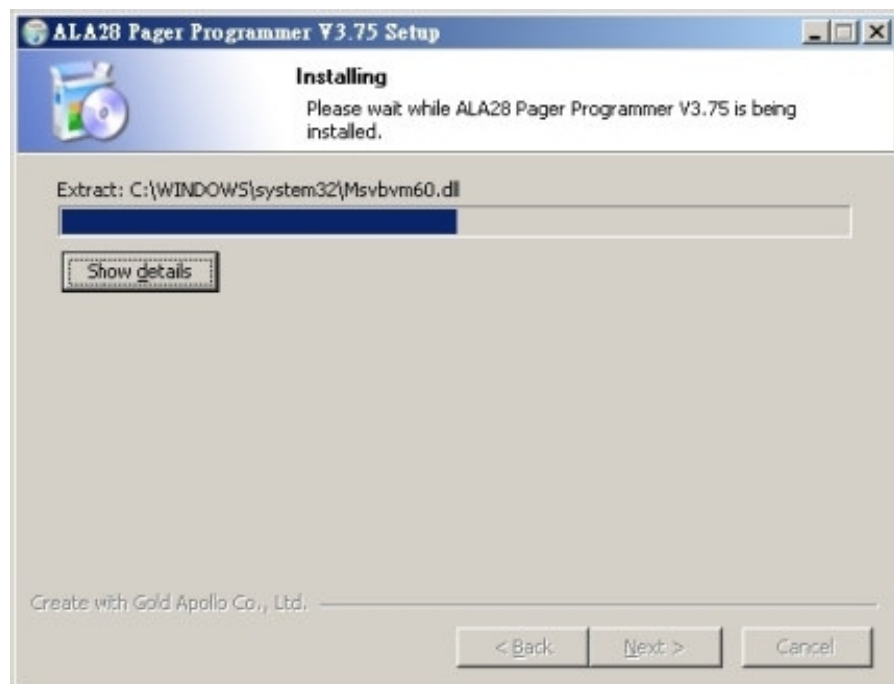 ALA28 Pager Programmer V3.75 Setup
Installing
Please wait while ALA28 Pager Programmer V3.75 is being
installed.
Extract: C:\WINDOWS\system32\Msvbvm60.dll
Show details
Create with Gold Apollo Co., Ltd.
< Back Next > Cancel